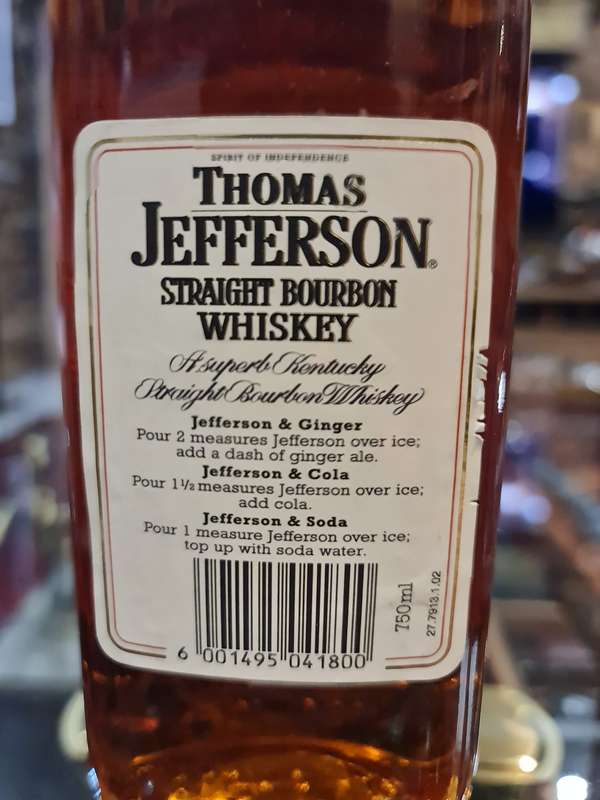 SPIRIT OF INDEPENDENCE
THOMAS
JEFFERSON®
STRAIGHT BOURBON
WHISKEY
A superb Kentucky
Straight Bourbon Whiskey
Jefferson & Ginger
Pour 2 measures Jefferson over ice;
add a dash of ginger ale.
Jefferson & Cola
Pour 1½ measures Jefferson over ice;
add cola.
Jefferson & Soda
Pour 1 measure Jefferson over ice;
top up with soda water.
6 001495 041800
750ml
27.7913.1.02